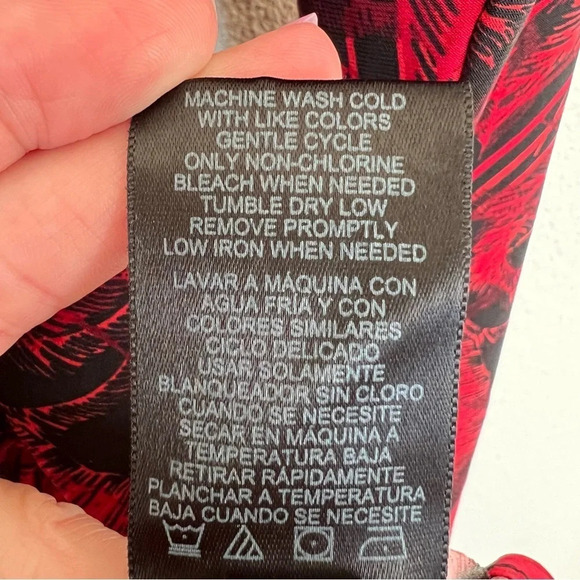 MACHINE WASH COLD
WITH LIKE COLORS
GENTLE CYCLE
ONLY NON-CHLORINE
BLEACH WHEN NEEDED
TUMBLE DRY LOW
REMOVE PROMPTLY
LOW IRON WHEN NEEDED
LAVAR A MÁQUINA CON
AGUA FRÍA Y CON
COLORES SIMILARES
CICLO DELICADO
USAR SOLAMENTE
BLANQUEADOR SIN CLORO
CUANDO SE NECESITE
SECAR EN MÁQUINA A
TEMPERATURA BAJA
RETIRAR RÁPIDAMENTE
PLANCHAR A TEMPERATURA
BAJA CUANDO SE NECESITE